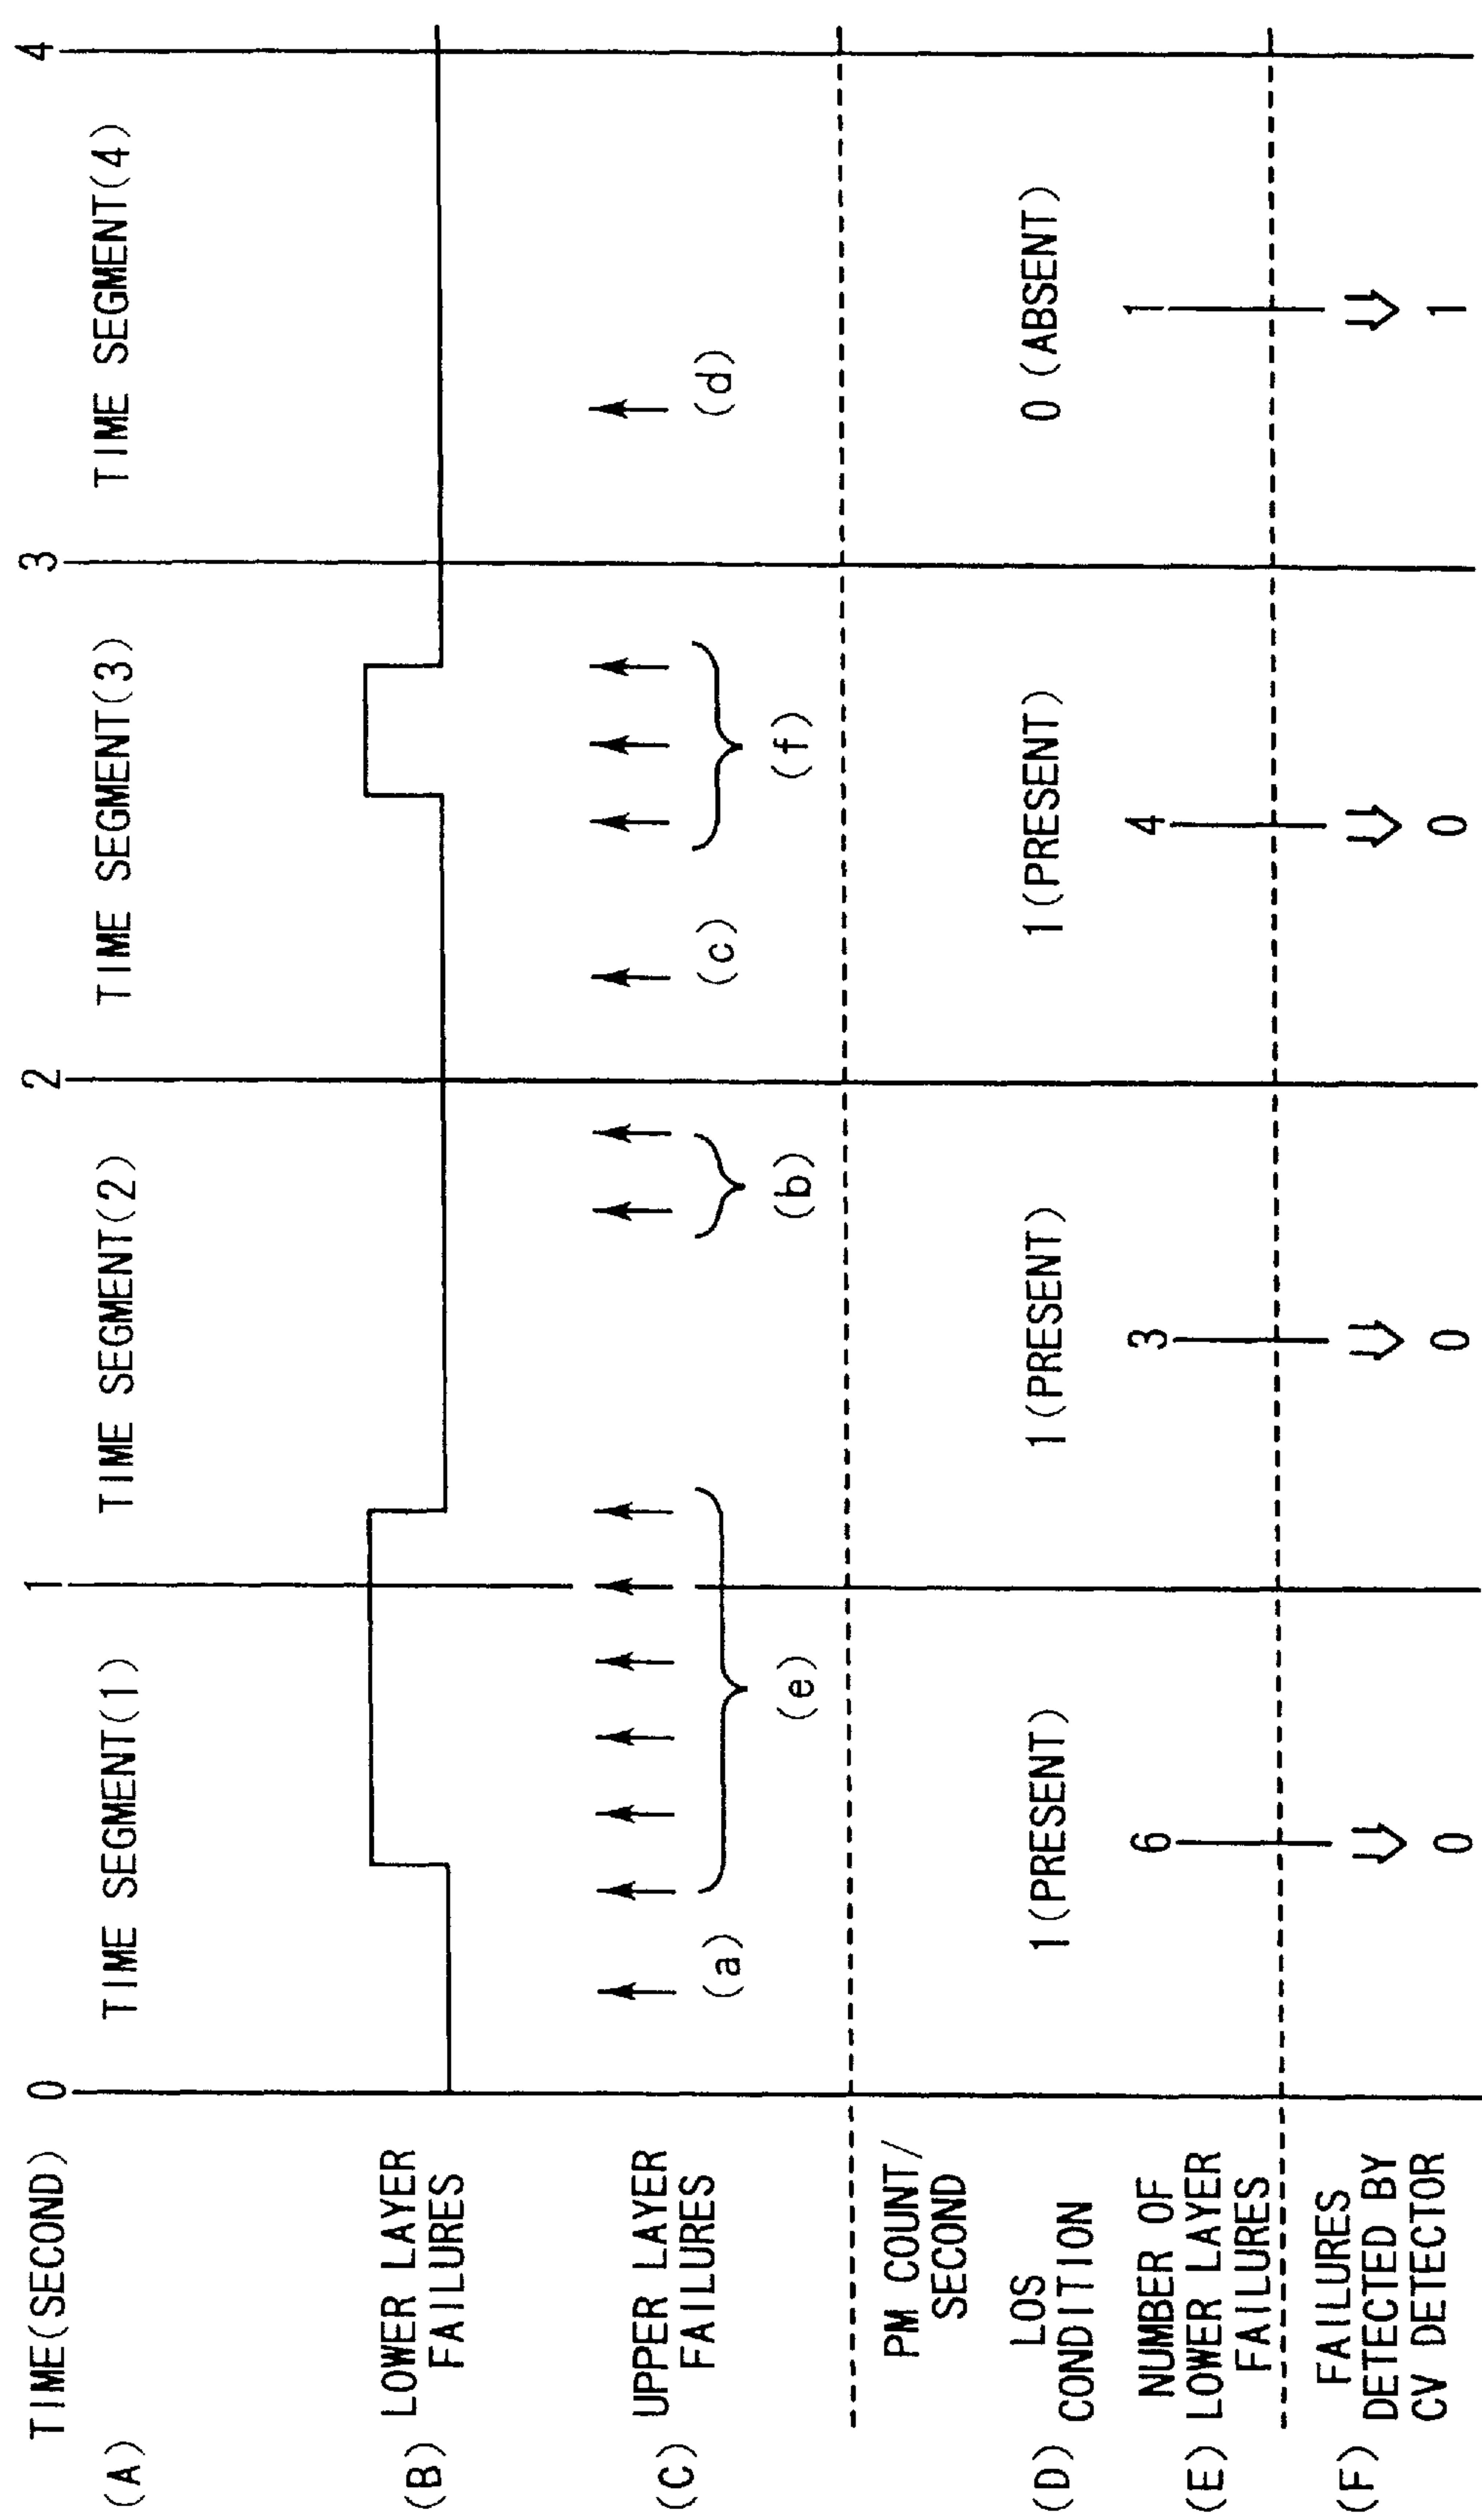 TIME(SECOND) 0 1 2 3 4
(A) TIME SEGMENT(1) TIME SEGMENT(2) TIME SEGMENT(3) TIME SEGMENT(4)
(B) LOWER LAYER
FAILURES
(C) UPPER LAYER
FAILURES
(a) (e) (b) (c) (f) (d)
PM COUNT/
SECOND
LOS
(D) CONDITION 1(PRESENT) 1(PRESENT) 1(PRESENT) 0(ABSENT)
NUMBER OF 6 3 4 1
(E) LOWER LAYER
FAILURES
FAILURES
(F) DETECTED BY
CV DETECTOR 0 0 0 1